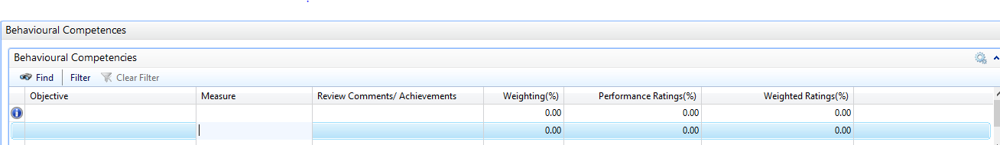 Behavioural Competences
Behavioural Competencies
Find Filter Clear Filter
Objective Measure Review Comments/ Achievements Weighting(%) Performance Ratings(%) Weighted Ratings(%)
0.00 0.00 0.00
0.00 0.00 0.00